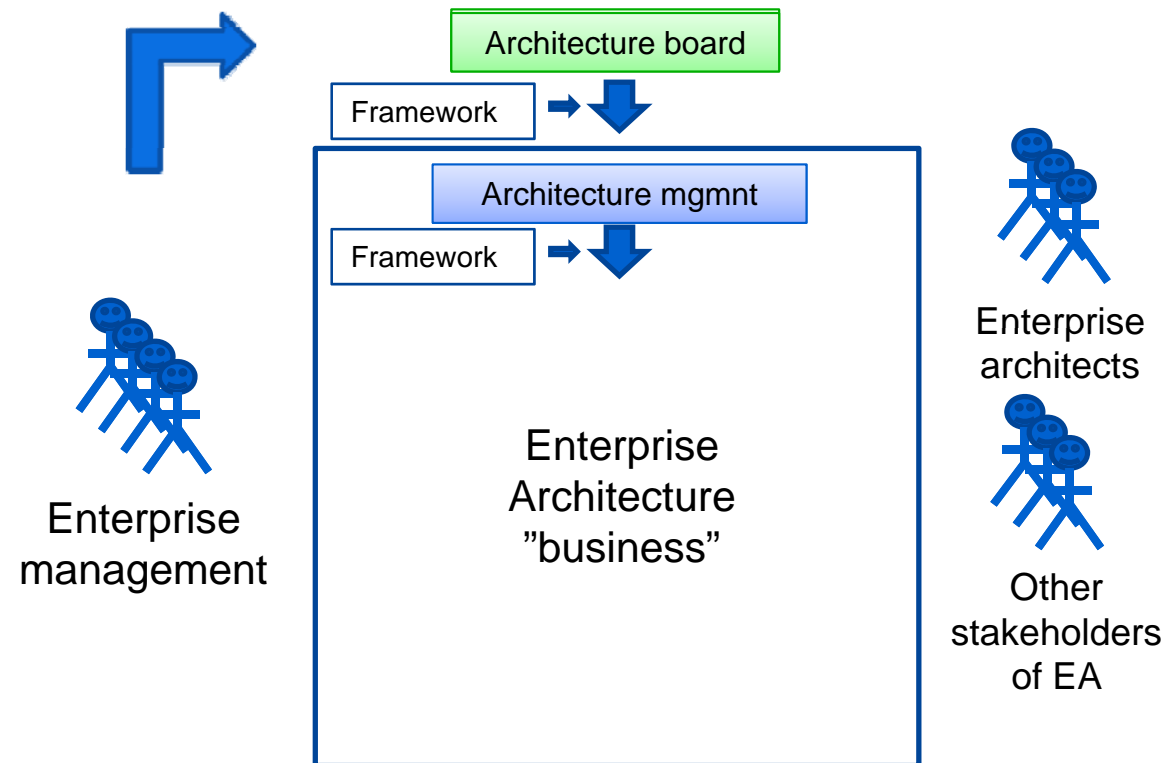 Architecture board
Framework
Architecture mgmnt
Framework
Enterprise
architects
Enterprise
Architecture
”business”
Enterprise
management
Other
stakeholders
of EA